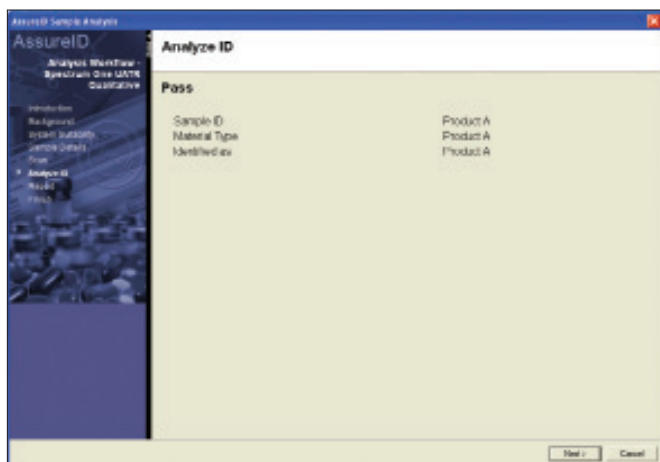 AssureID Sample Analysis
AssureID
Analysis Workflow -
Spectrum One UATR
Qualitative
Introduction
Background
System Suitability
Sample Details
Scan
Analyze ID
Report
Finish
Analyze ID
Pass
Sample ID Product A
Material Type Product A
Identified as Product A
Next >
Cancel